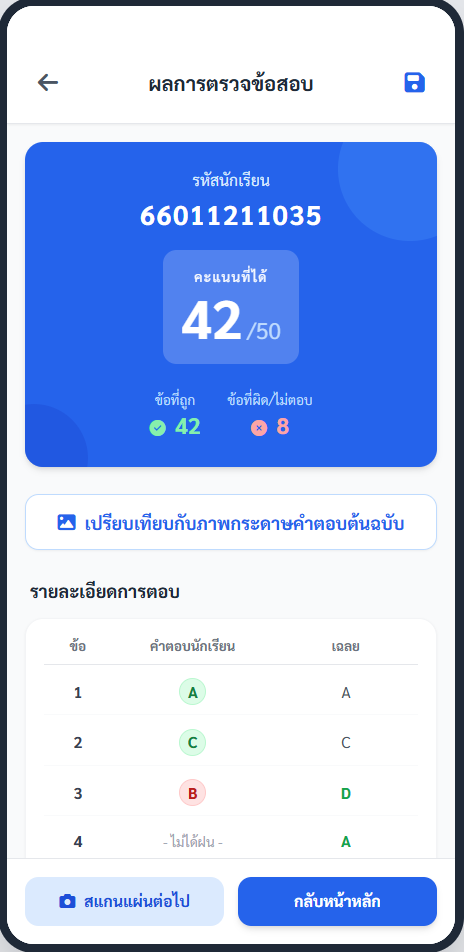 ผลการตรวจข้อสอบ
รหัสนักเรียน
66011211035
คะแนนที่ได้
42/50
ข้อที่ถูก ข้อที่ผิด/ไม่ตอบ
42 8
เปรียบเทียบกับภาพกระดาษคำตอบต้นฉบับ
รายละเอียดการตอบ
ข้อ คำตอบนักเรียน เฉลย
1 A A
2 C C
3 B D
4 - ไม่ได้ฝน - A
สแกนแผ่นต่อไป กลับหน้าหลัก